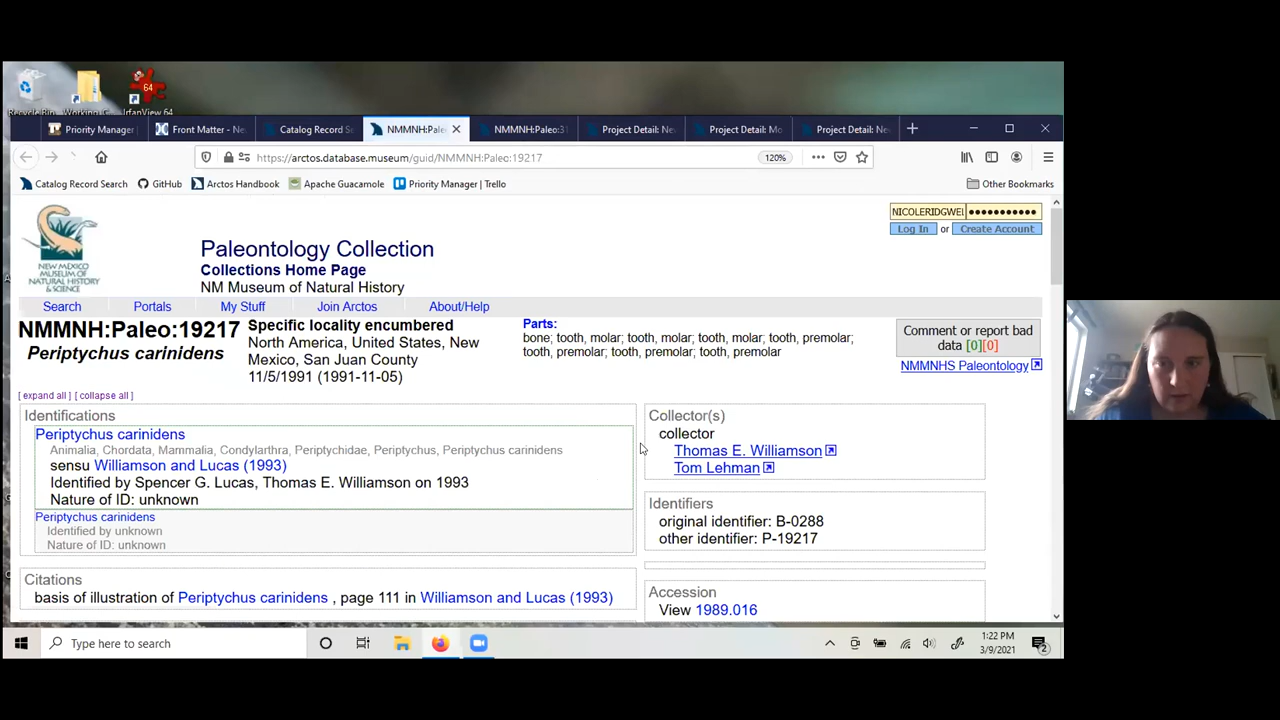 64
Recycle Bin
Working_C
IrfanView 64
Priority Manager
Front Matter - Ne
Catalog Record Se
NMMNH:Pale
NMMNH:Paleo:31
Project Detail: Ne
Project Detail: Mo
Project Detail: Ne
https://arctos.database.museum/guid/NMMNH:Paleo:19217
120%
Catalog Record Search
GitHub
Arctos Handbook
Apache Guacamole
Priority Manager | Trello
Other Bookmarks
NEW MEXICO
MUSEUM OF
NATURAL HISTORY
& SCIENCE
Paleontology Collection
Collections Home Page
NM Museum of Natural History
NICOLERIDGWEL
Log In or Create Account
Search
Portals
My Stuff
Join Arctos
About/Help
NMMNH:Paleo:19217
Periptychus carinidens
Specific locality encumbered
North America, United States, New
Mexico, San Juan County
11/5/1991 (1991-11-05)
Parts:
bone; tooth, molar; tooth, molar; tooth, molar; tooth, premolar;
tooth, premolar; tooth, premolar; tooth, premolar
Comment or report bad
data [0][0]
NMMNHS Paleontology
[ expand all ] [ collapse all ]
Identifications
Periptychus carinidens
Animalia, Chordata, Mammalia, Condylarthra, Periptychidae, Periptychus, Periptychus carinidens
sensu Williamson and Lucas (1993)
Identified by Spencer G. Lucas, Thomas E. Williamson on 1993
Nature of ID: unknown
Periptychus carinidens
Identified by unknown
Nature of ID: unknown
Citations
basis of illustration of Periptychus carinidens , page 111 in Williamson and Lucas (1993)
Collector(s)
collector
Thomas E. Williamson
Tom Lehman
Identifiers
original identifier: B-0288
other identifier: P-19217
Accession
View 1989.016
Type here to search
1:22 PM
3/9/2021
2